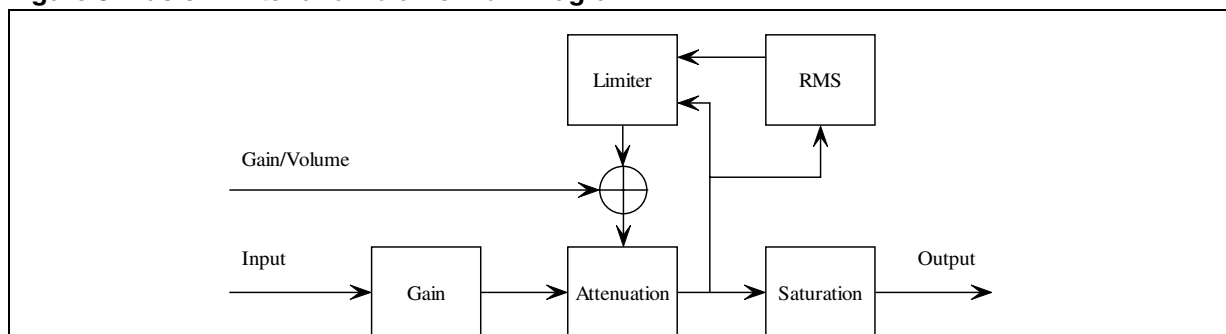 Limiter
RMS
Gain/Volume
Input
Output
Gain
Attenuation
Saturation